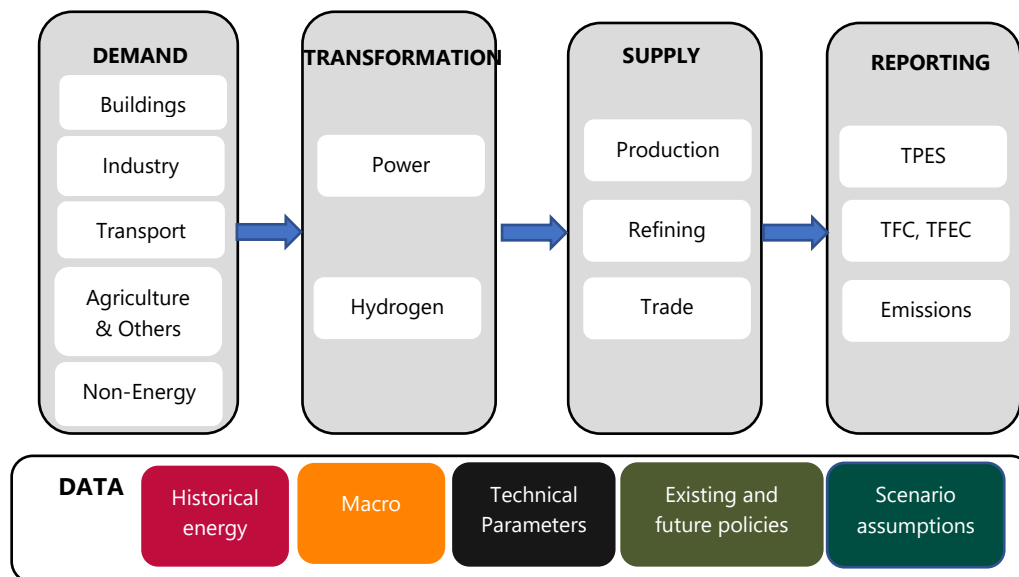 DEMAND
Buildings
Industry
Transport
Agriculture
& Others
Non-Energy
TRANSFORMATION
Power
Hydrogen
SUPPLY
Production
Refining
Trade
REPORTING
TPES
TFC, TFEC
Emissions
DATA
Historical
energy
Macro
Technical
Parameters
Existing and
future policies
Scenario
assumptions